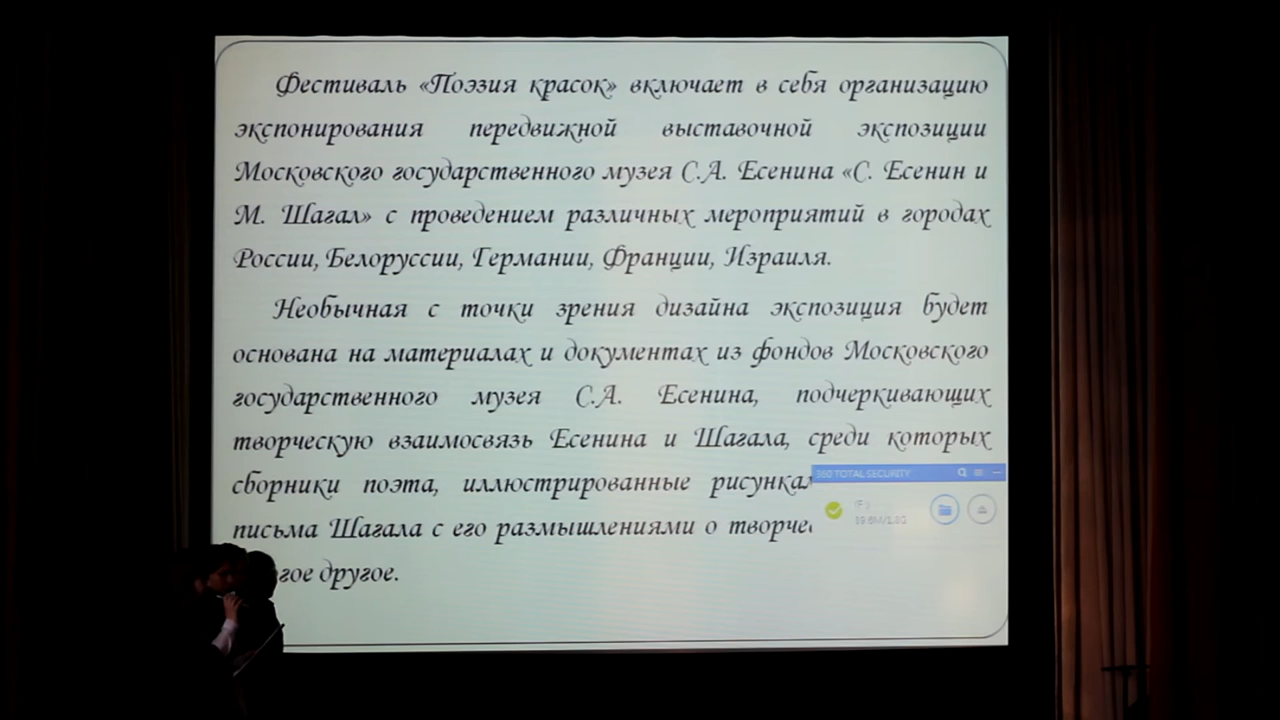 Фестиваль «Поэзия красок» включает в себя организацию
экспонирования передвижной выставочной экспозиции
Московского государственного музея С.А. Есенина «С. Есенин и
М. Шагал» с проведением различных мероприятий в городах
России, Белоруссии, Германии, Франции, Израиля.
Необычная с точки зрения дизайна экспозиция будет
основана на материалах и документах из фондов Московского
государственного музея С.А. Есенина, подчеркивающих
творческую взаимосвязь Есенина и Шагала, среди которых
сборники поэта, иллюстрированные
письма Шагала с его размышлениями о
другое.
360 TOTAL SECURITY